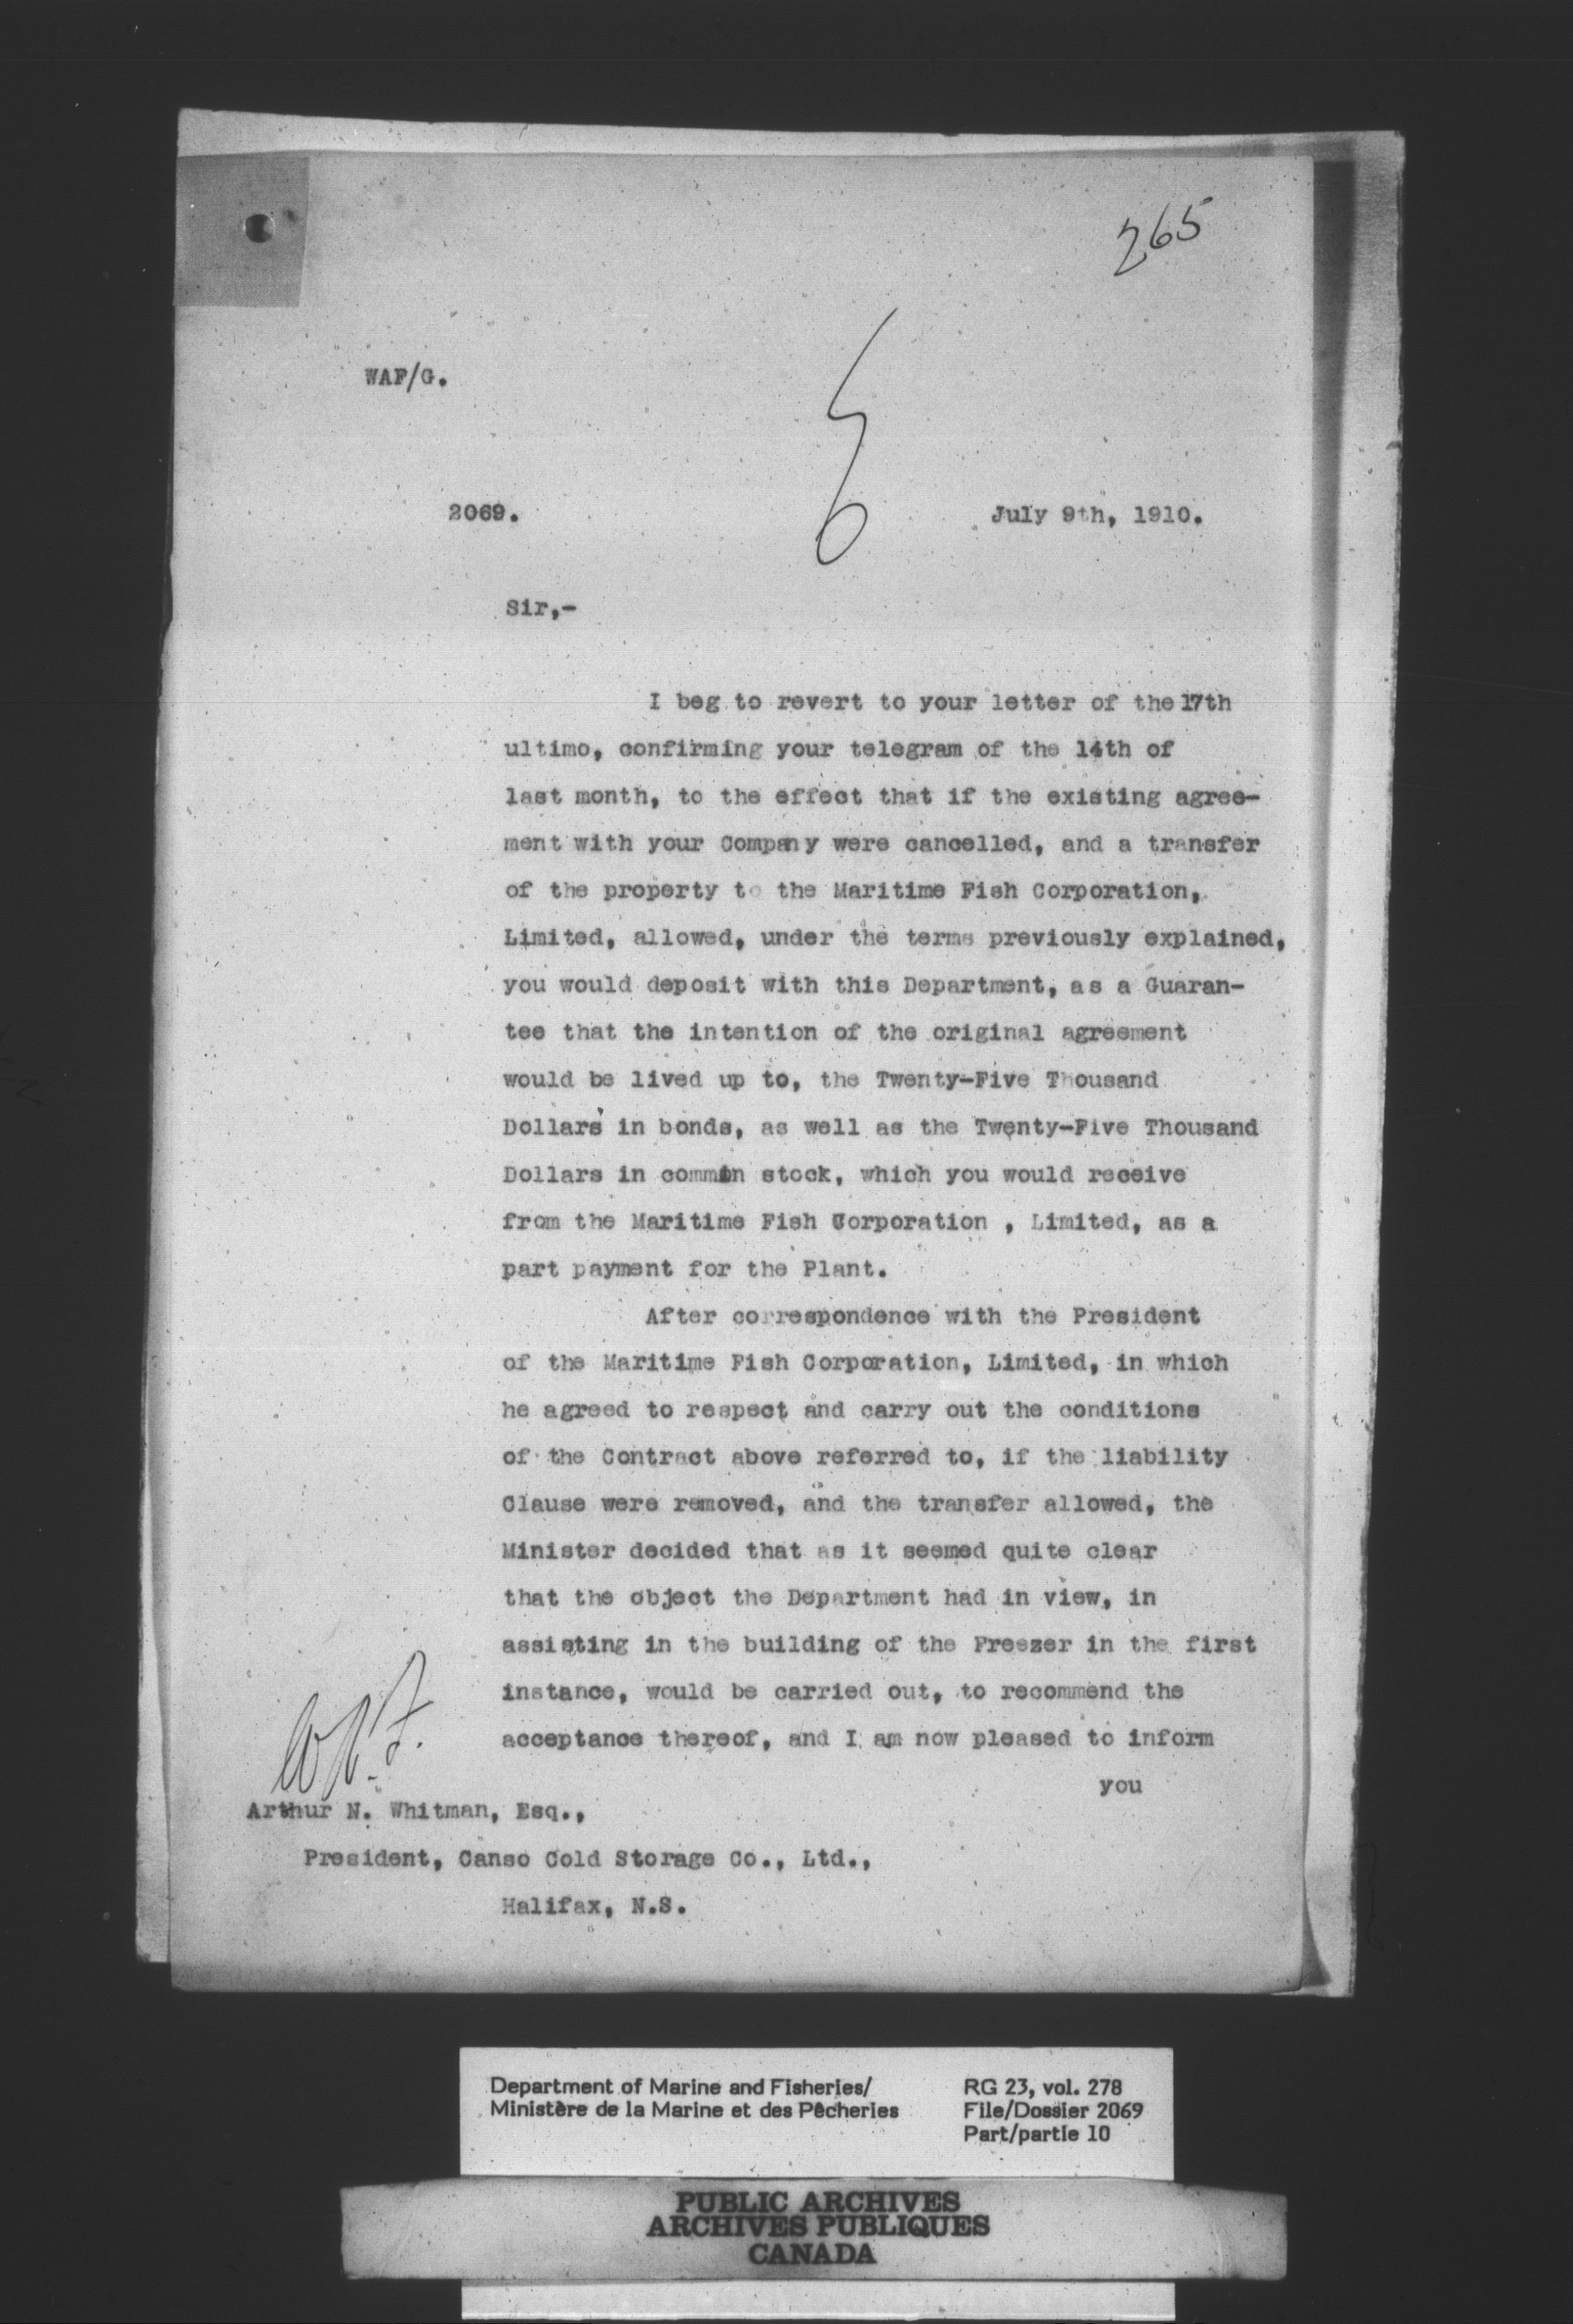 265
WAF/G.
2069.
July 9th, 1910.
Sir,-
I beg to revert to your letter of the 17th
ultimo, confirming your telegram of the 14th of
last month, to the effect that if the existing agree-
ment with your Company were cancelled, and a transfer
of the property to the Maritime Fish Corporation,
Limited, allowed, under the terms previously explained,
you would deposit with this Department, as a Guaran-
tee that the intention of the original agreement
would be lived up to, the Twenty-Five Thousand
Dollars in bonds, as well as the Twenty-Five Thousand
Dollars in common stock, which you would receive
from the Maritime Fish Corporation , Limited, as a
part payment for the Plant.
After correspondence with the President
of the Maritime Fish Corporation, Limited, in which
he agreed to respect and carry out the conditions
of the Contract above referred to, if the liability
Clause were removed, and the transfer allowed, the
Minister decided that as it seemed quite clear
that the object the Department had in view, in
assisting in the building of the Freezer in the first
instance, would be carried out, to recommend the
acceptance thereof, and I am now pleased to inform
you
Arthur N. Whitman, Esq.,
President, Canso Cold Storage Co., Ltd.,
Halifax, N.S.
Department of Marine and Fisheries/
Ministère de la Marine et des Pêcheries
RG 23, vol. 278
File/Dossier 2069
Part/partie 10
PUBLIC ARCHIVES
ARCHIVES PUBLIQUES
CANADA